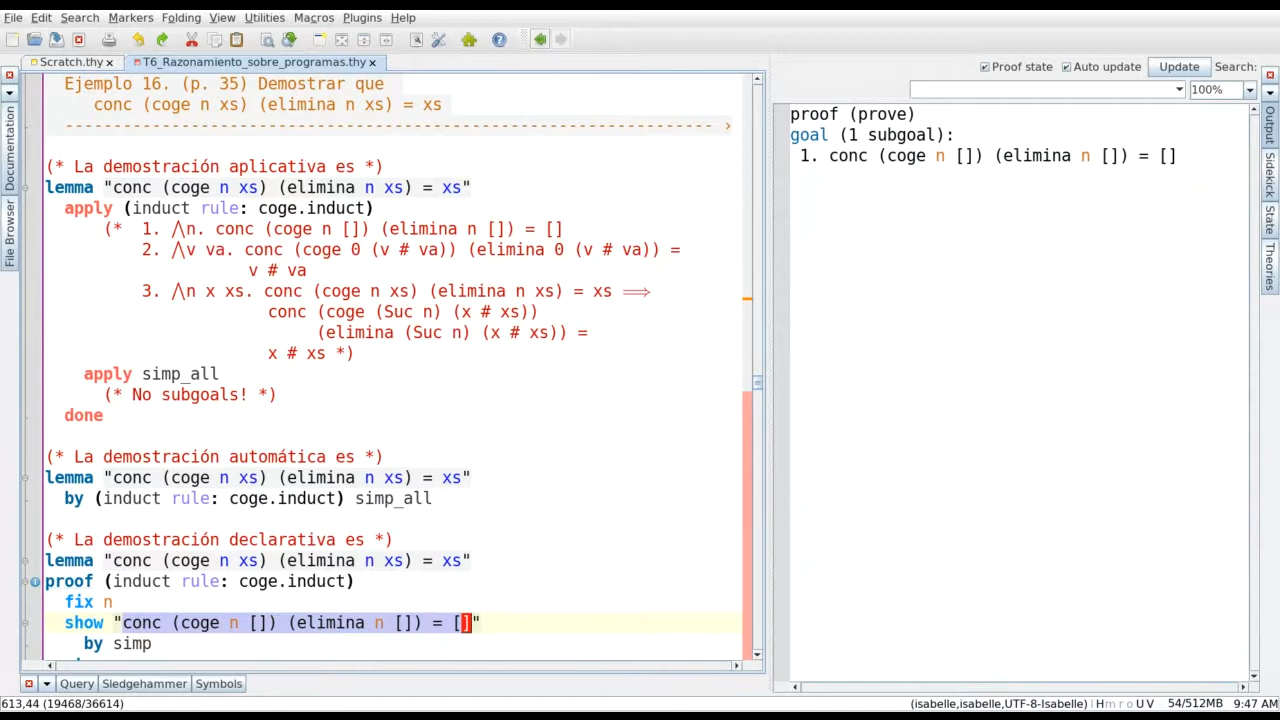 File Edit Search Markers Folding View Utilities Macros Plugins Help
Scratch.thy T6_Razonamiento_sobre_programas.thy
Proof state Auto update Update Search:
100%
Documentation
File Browser
Ejemplo 16. (p. 35) Demostrar que
conc (coge n xs) (elimina n xs) = xs
--------------------------------------------------------------------- ›
(* La demostración aplicativa es *)
lemma "conc (coge n xs) (elimina n xs) = xs"
apply (induct rule: coge.induct)
(* 1. ⋀n. conc (coge n []) (elimina n []) = []
2. ⋀v va. conc (coge 0 (v # va)) (elimina 0 (v # va)) =
v # va
3. ⋀n x xs. conc (coge n xs) (elimina n xs) = xs ⟹
conc (coge (Suc n) (x # xs))
(elimina (Suc n) (x # xs)) =
x # xs *)
apply simp_all
(* No subgoals! *)
done
(* La demostración automática es *)
lemma "conc (coge n xs) (elimina n xs) = xs"
by (induct rule: coge.induct) simp_all
(* La demostración declarativa es *)
lemma "conc (coge n xs) (elimina n xs) = xs"
proof (induct rule: coge.induct)
fix n
show "conc (coge n []) (elimina n []) = []"
by simp
proof (prove)
goal (1 subgoal):
1. conc (coge n []) (elimina n []) = []
Output
Sidekick
State
Theories
Query Sledgehammer Symbols
613,44 (19468/36614)
(isabelle,isabelle,UTF-8-Isabelle) H m r o U V 54/512MB 9:47 AM